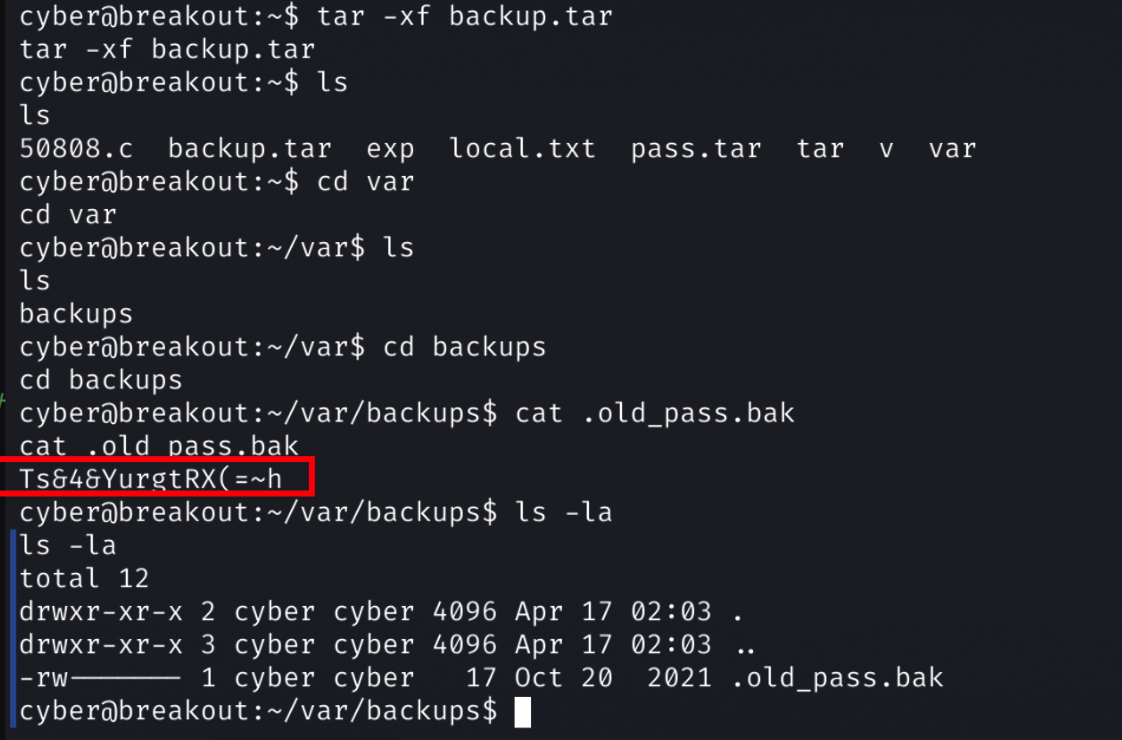 cyber@breakout:~$ tar -xf backup.tar
tar -xf backup.tar
cyber@breakout:~$ ls
ls
50808.c  backup.tar  exp  local.txt  pass.tar  tar  v  var
cyber@breakout:~$ cd var
cd var
cyber@breakout:~/var$ ls
ls
backups
cyber@breakout:~/var$ cd backups
cd backups
cyber@breakout:~/var/backups$ cat .old_pass.bak
cat .old_pass.bak
Ts&4&YurgtRX(=~h
cyber@breakout:~/var/backups$ ls -la
ls -la
total 12
drwxr-xr-x 2 cyber cyber 4096 Apr 17 02:03 .
drwxr-xr-x 3 cyber cyber 4096 Apr 17 02:03 ..
-rw------- 1 cyber cyber   17 Oct 20  2021 .old_pass.bak
cyber@breakout:~/var/backups$